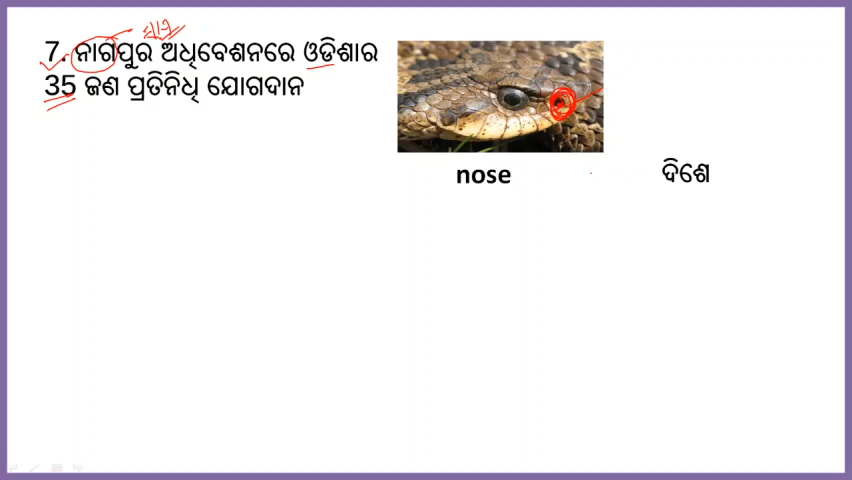 7. ନାଗପୁର ଅଧିବେଶନରେ ଓଡିଶାର
35 ଜଣ ପ୍ରତିନିଧି ଯୋଗଦାନ
nose
ଦିଶେ